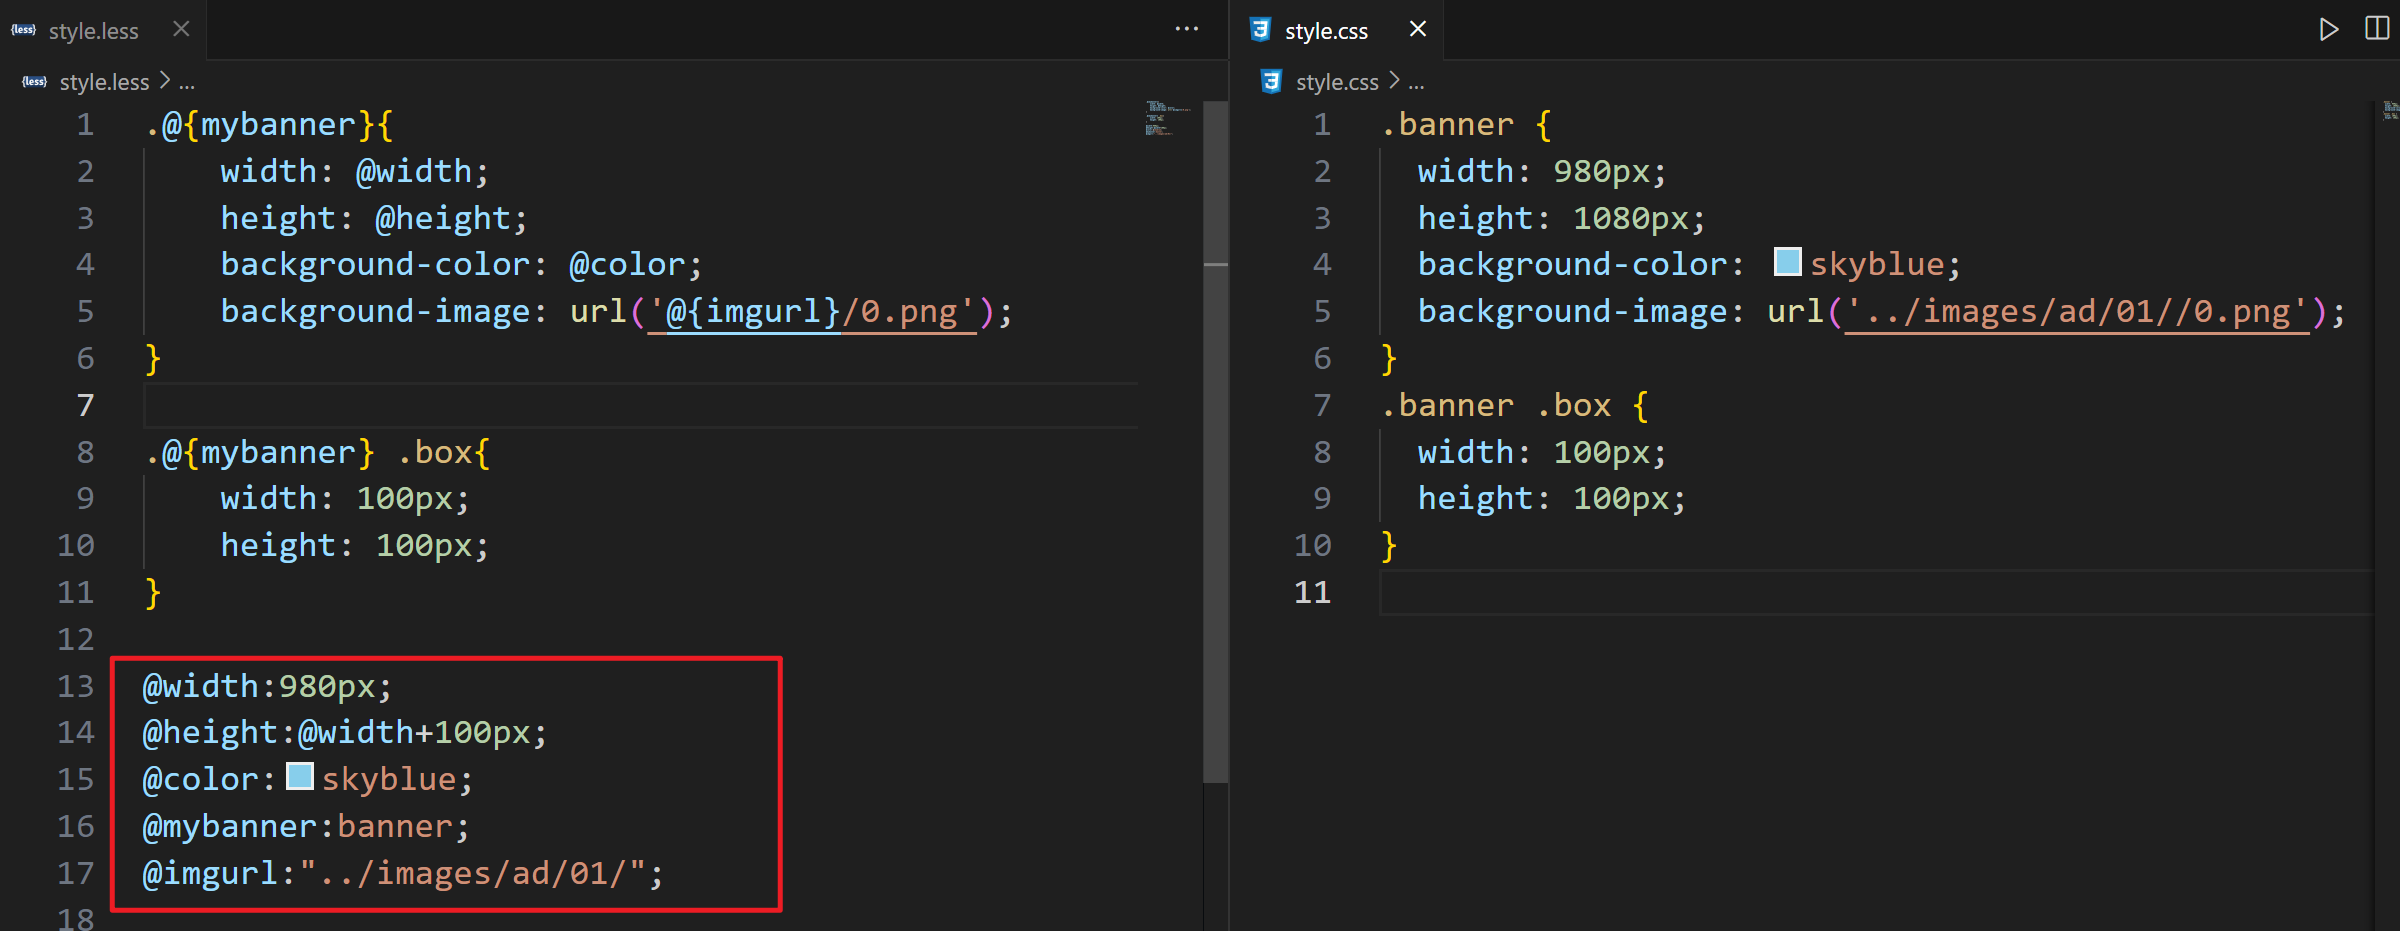 {less} style.less
{less} style.less > ...
1 .@{mybanner}{
2 width: @width;
3 height: @height;
4 background-color: @color;
5 background-image: url('@{imgurl}/0.png');
6 }
7
8 .@{mybanner} .box{
9 width: 100px;
10 height: 100px;
11 }
12
13 @width:980px;
14 @height:@width+100px;
15 @color:skyblue;
16 @mybanner:banner;
17 @imgurl:"../images/ad/01/";
18
style.css
style.css > ...
1 .banner {
2 width: 980px;
3 height: 1080px;
4 background-color: skyblue;
5 background-image: url('../images/ad/01//0.png');
6 }
7 .banner .box {
8 width: 100px;
9 height: 100px;
10 }
11